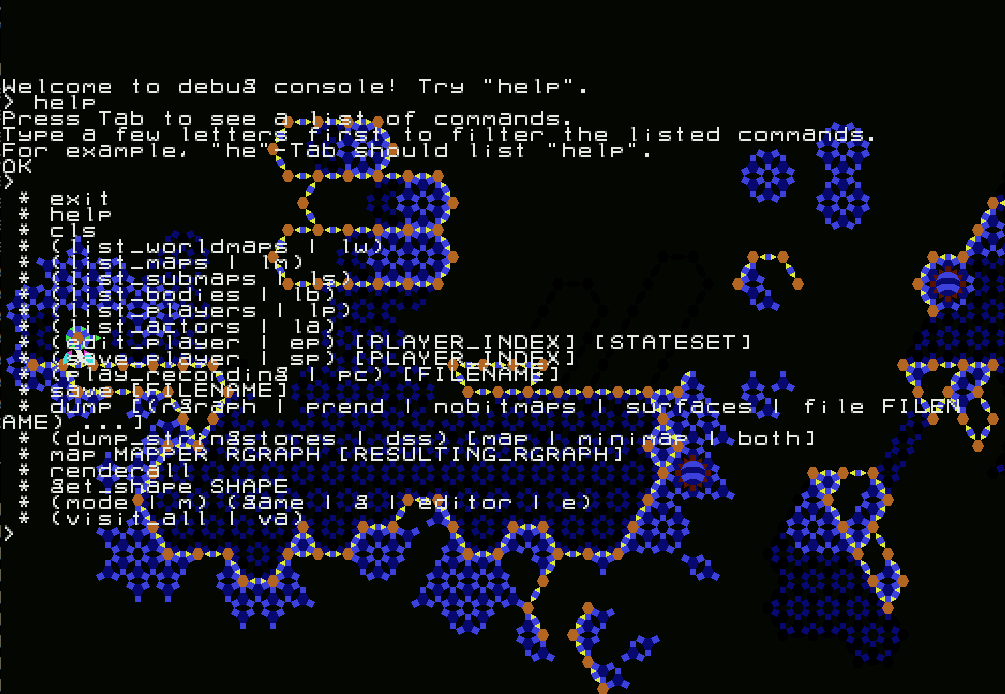 Welcome to debug console! Try "help".
> help
Press Tab to see a list of commands.
Type a few letters first to filter the listed commands.
For example, "he"-Tab should list "help".
OK
>
* exit
* help
* cls
* (list_worldmaps | lw)
* (list_maps | lm)
* (list_submaps | ls)
* (list_bodies | lb)
* (list_players | lp)
* (list_actors | la)
* (edit_player | ep) [PLAYER_INDEX] [STATESET]
* (save_player | sp) [PLAYER_INDEX]
* (play_recording | pc) [FILENAME]
* save [FILENAME]
* dump [(rgraph | prend | nobitmaps | surfaces | file FILEN
AME) ...]
* (dump_stringstores | dss) [map | minimap | both]
* map MAPPER RGRAPH [RESULTING_RGRAPH]
* renderall
* get_shape SHAPE
* (mode | m) (game | g | editor | e)
* (visit_all | va)
>